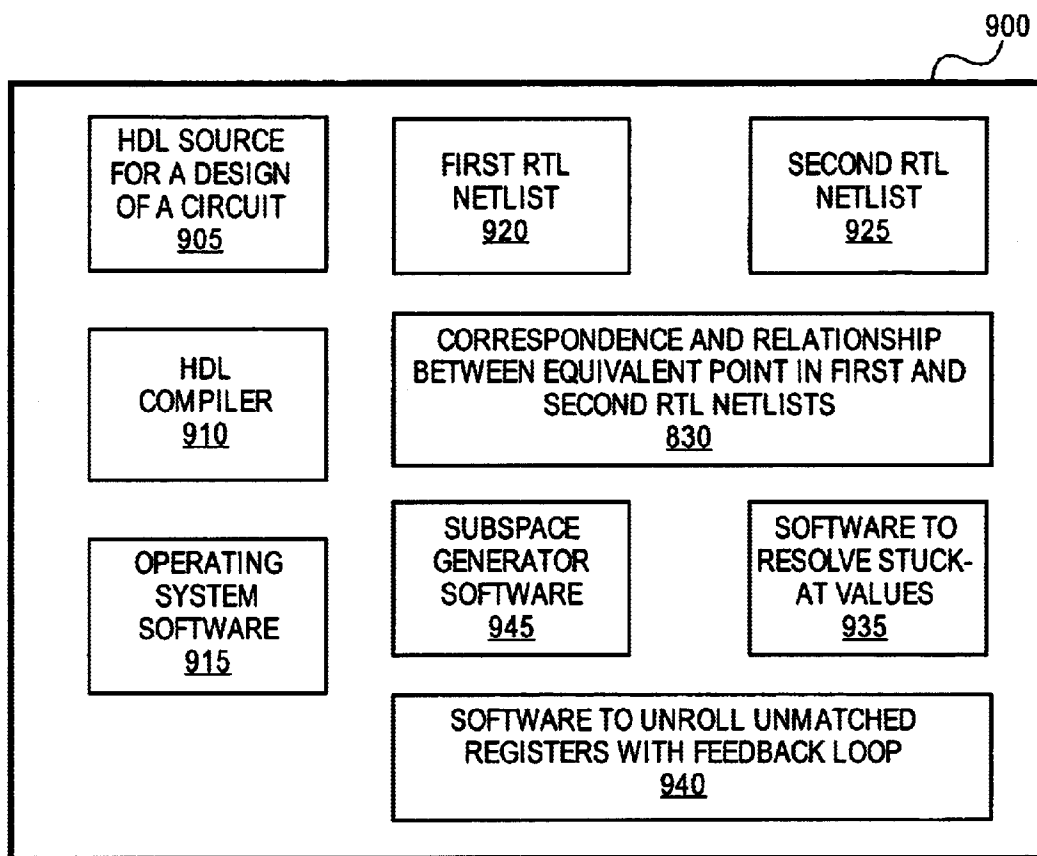 900
HDL SOURCE
FOR A DESIGN
OF A CIRCUIT
905
FIRST RTL
NETLIST
920
SECOND RTL
NETLIST
925
HDL
COMPILER
910
CORRESPONDENCE AND RELATIONSHIP
BETWEEN EQUIVALENT POINT IN FIRST AND
SECOND RTL NETLISTS
830
OPERATING
SYSTEM
SOFTWARE
915
SUBSPACE
GENERATOR
SOFTWARE
945
SOFTWARE TO
RESOLVE STUCK-
AT VALUES
935
SOFTWARE TO UNROLL UNMATCHED
REGISTERS WITH FEEDBACK LOOP
940